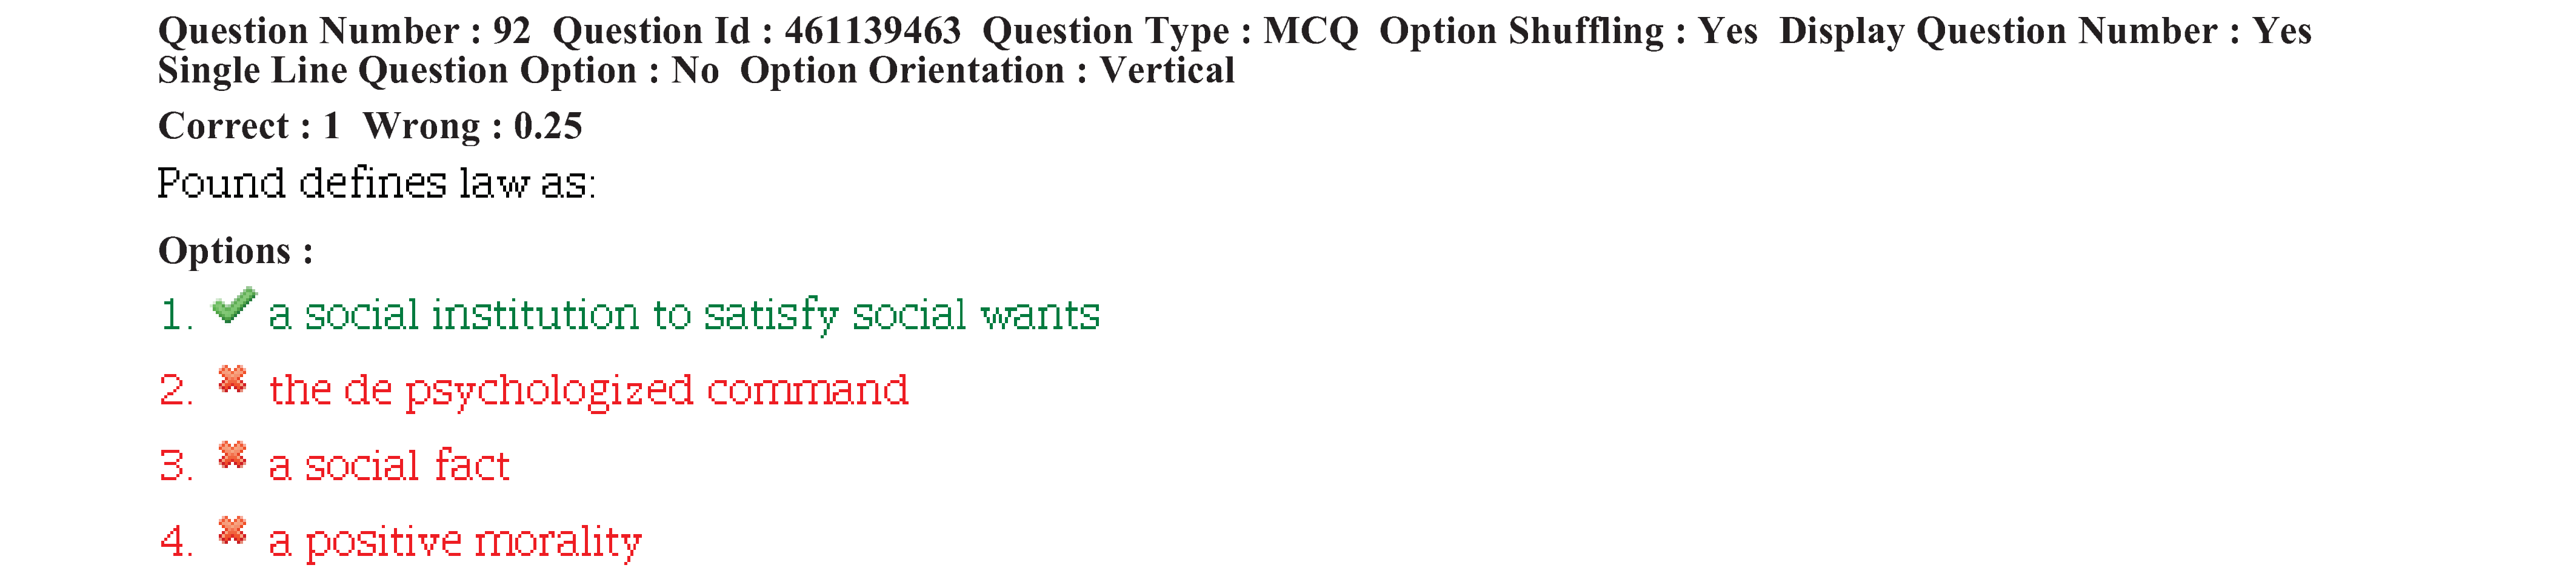 Question Number : 92 Question Id : 461139463 Question Type : MCQ Option Shuffling : Yes Display Question Number : Yes
Single Line Question Option : No Option Orientation : Vertical
Correct : 1 Wrong : 0.25
Pound defines law as:
Options :
1. a social institution to satisfy social wants
2. the de psychologized command
3. a social fact
4. a positive morality